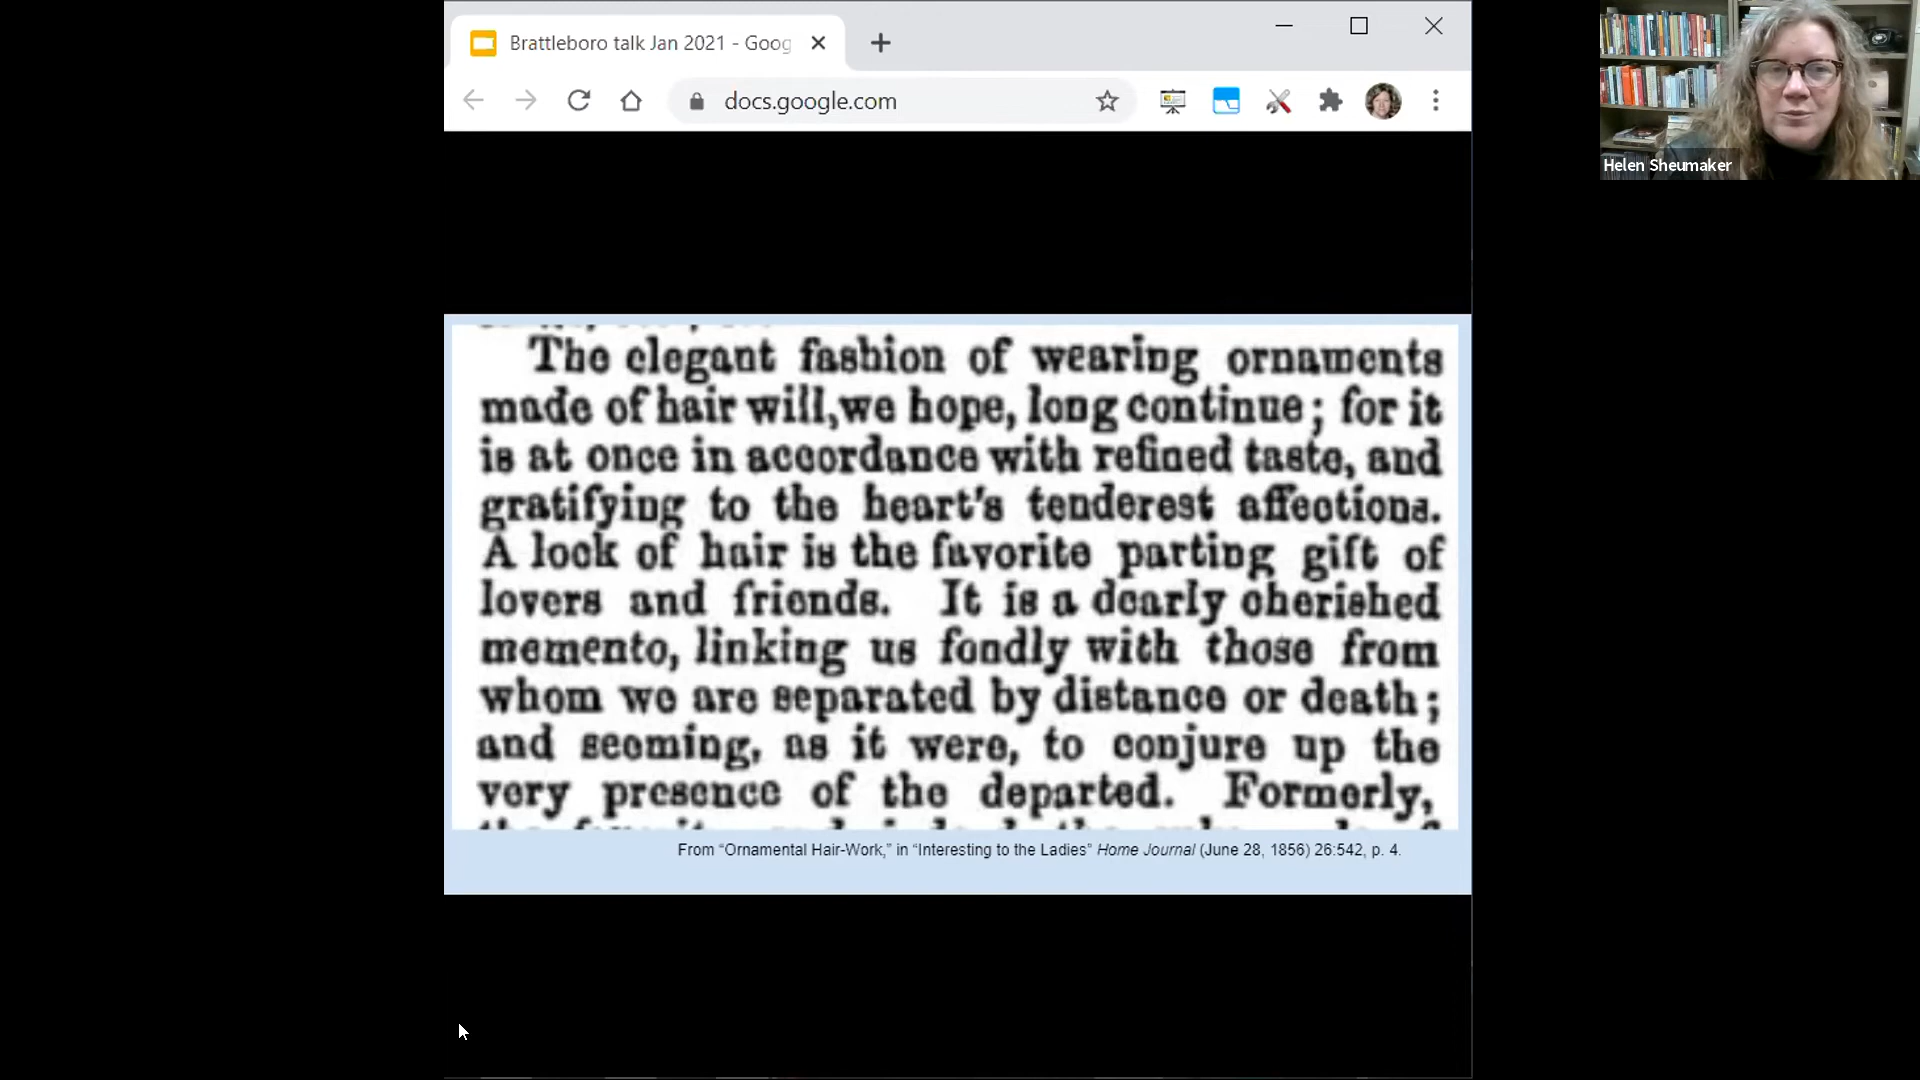 Brattleboro talk Jan 2021 - Goog
docs.google.com
Helen Sheumaker
The elegant fashion of wearing ornaments
made of hair will, we hope, long continue; for it
is at once in accordance with refined taste, and
gratifying to the heart's tenderest affections.
A lock of hair is the favorite parting gift of
lovers and friends. It is a dearly cherished
memento, linking us fondly with those from
whom we are separated by distance or death;
and seeming, as it were, to conjure up the
very presence of the departed. Formerly,
From “Ornamental Hair-Work,” in “Interesting to the Ladies” Home Journal (June 28, 1856) 26:542, p. 4.